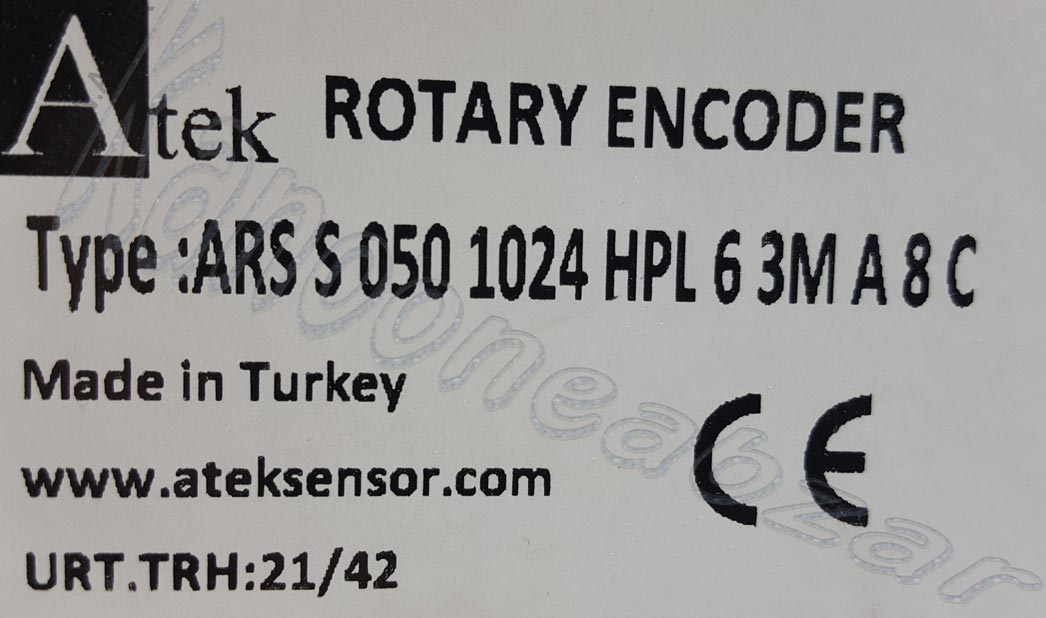 Atek ROTARY ENCODER
Type :ARS S 050 1024 HPL 6 3M A 8 C
Made in Turkey
CE
www.ateksensor.com
URT.TRH:21/42